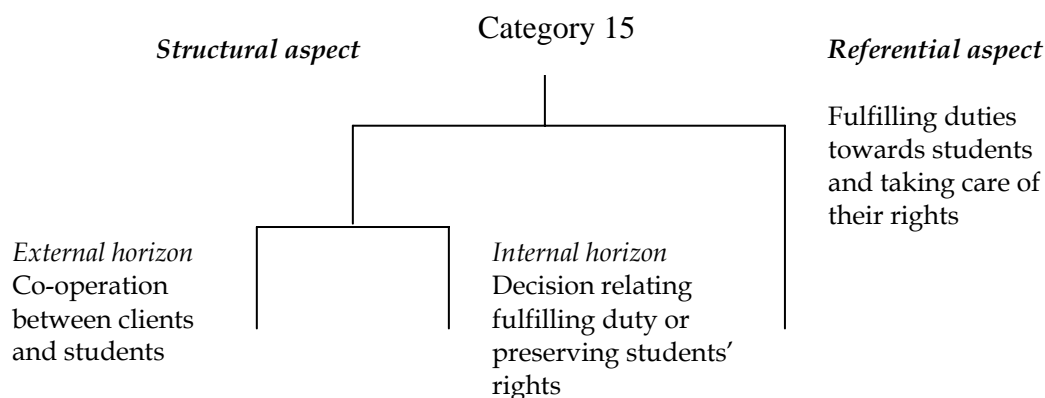 Category 15
Structural aspect
Referential aspect
Fulfilling duties
towards students
and taking care of
their rights
External horizon
Co-operation
between clients
and students
Internal horizon
Decision relating
fulfilling duty or
preserving students’
rights